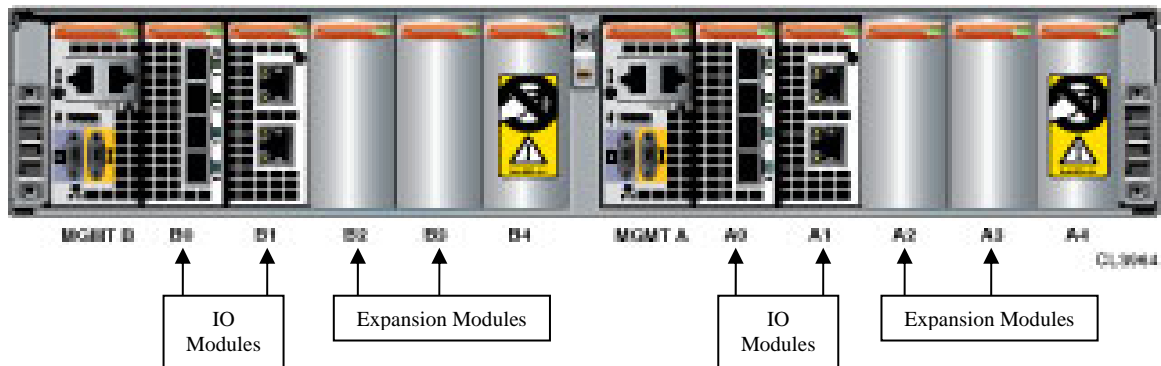 MGMT B B0 B1 B2 B3 B4 MGMT A A0 A1 A2 A3 A4
CL3964
IO
Modules
Expansion Modules
IO
Modules
Expansion Modules